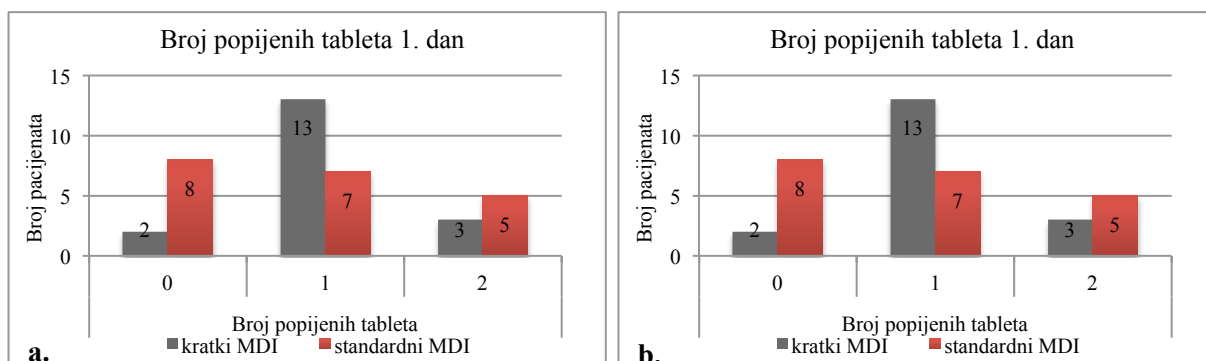 Broj popijenih tableta 1. dan
15
10
5
0
Broj pacijenata
2
8
13
7
3
5
0
1
2
Broj popijenih tableta
kratki MDI
standardni MDI
a.
Broj popijenih tableta 1. dan
15
10
5
0
Broj pacijenata
2
8
13
7
3
5
0
1
2
Broj popijenih tableta
kratki MDI
standardni MDI
b.